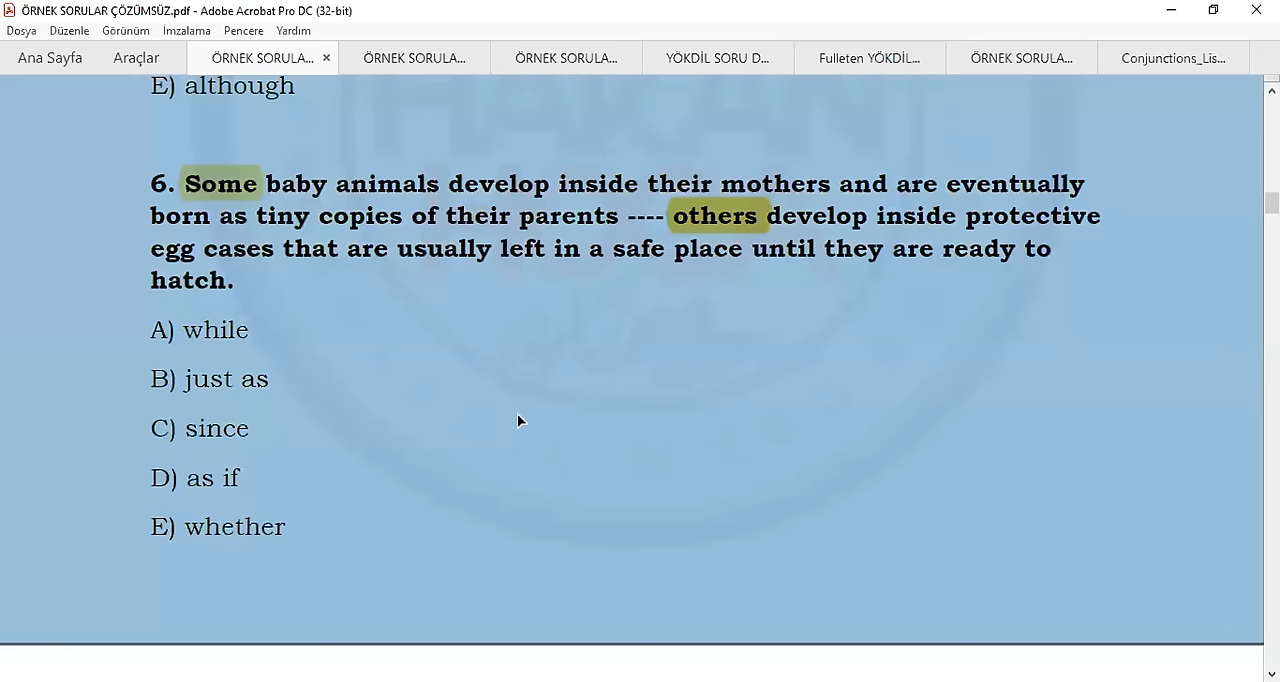 ÖRNEK SORULAR ÇÖZÜMSÜZ.pdf - Adobe Acrobat Pro DC (32-bit)
Dosya Düzenle Görünüm İmzalama Pencere Yardım
Ana Sayfa Araçlar ÖRNEK SORULA... × ÖRNEK SORULA... ÖRNEK SORULA... YÖKDİL SORU D... Fulleten YÖKDİL... ÖRNEK SORULA... Conjunctions_Lis...
E) although
HAKAN
6. Some baby animals develop inside their mothers and are eventually
born as tiny copies of their parents ---- others develop inside protective
egg cases that are usually left in a safe place until they are ready to
hatch.
A) while
B) just as
C) since
D) as if
E) whether